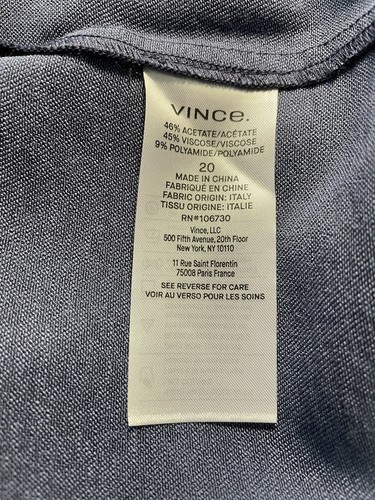 VINCE.
46% ACETATE/ACÉTATE
45% VISCOSE/VISCOSE
9% POLYAMIDE/POLYAMIDE
20
MADE IN CHINA
FABRIQUÉ EN CHINE
FABRIC ORIGIN: ITALY
TISSU ORIGINE: ITALIE
RN#106730
Vince, LLC
500 Fifth Avenue, 20th Floor
New York, NY 10110
11 Rue Saint Florentin
75008 Paris France
SEE REVERSE FOR CARE
VOIR AU VERSO POUR LES SOINS